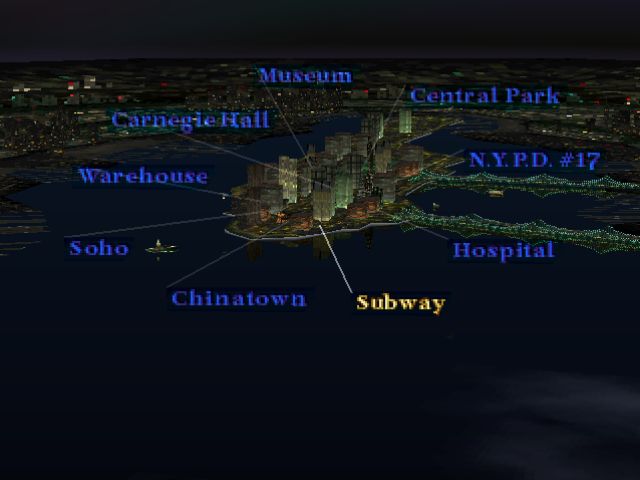 Museum
Central Park
Carnegie Hall
N.Y.P.D. #17
Warehouse
Soho
Hospital
Chinatown
Subway